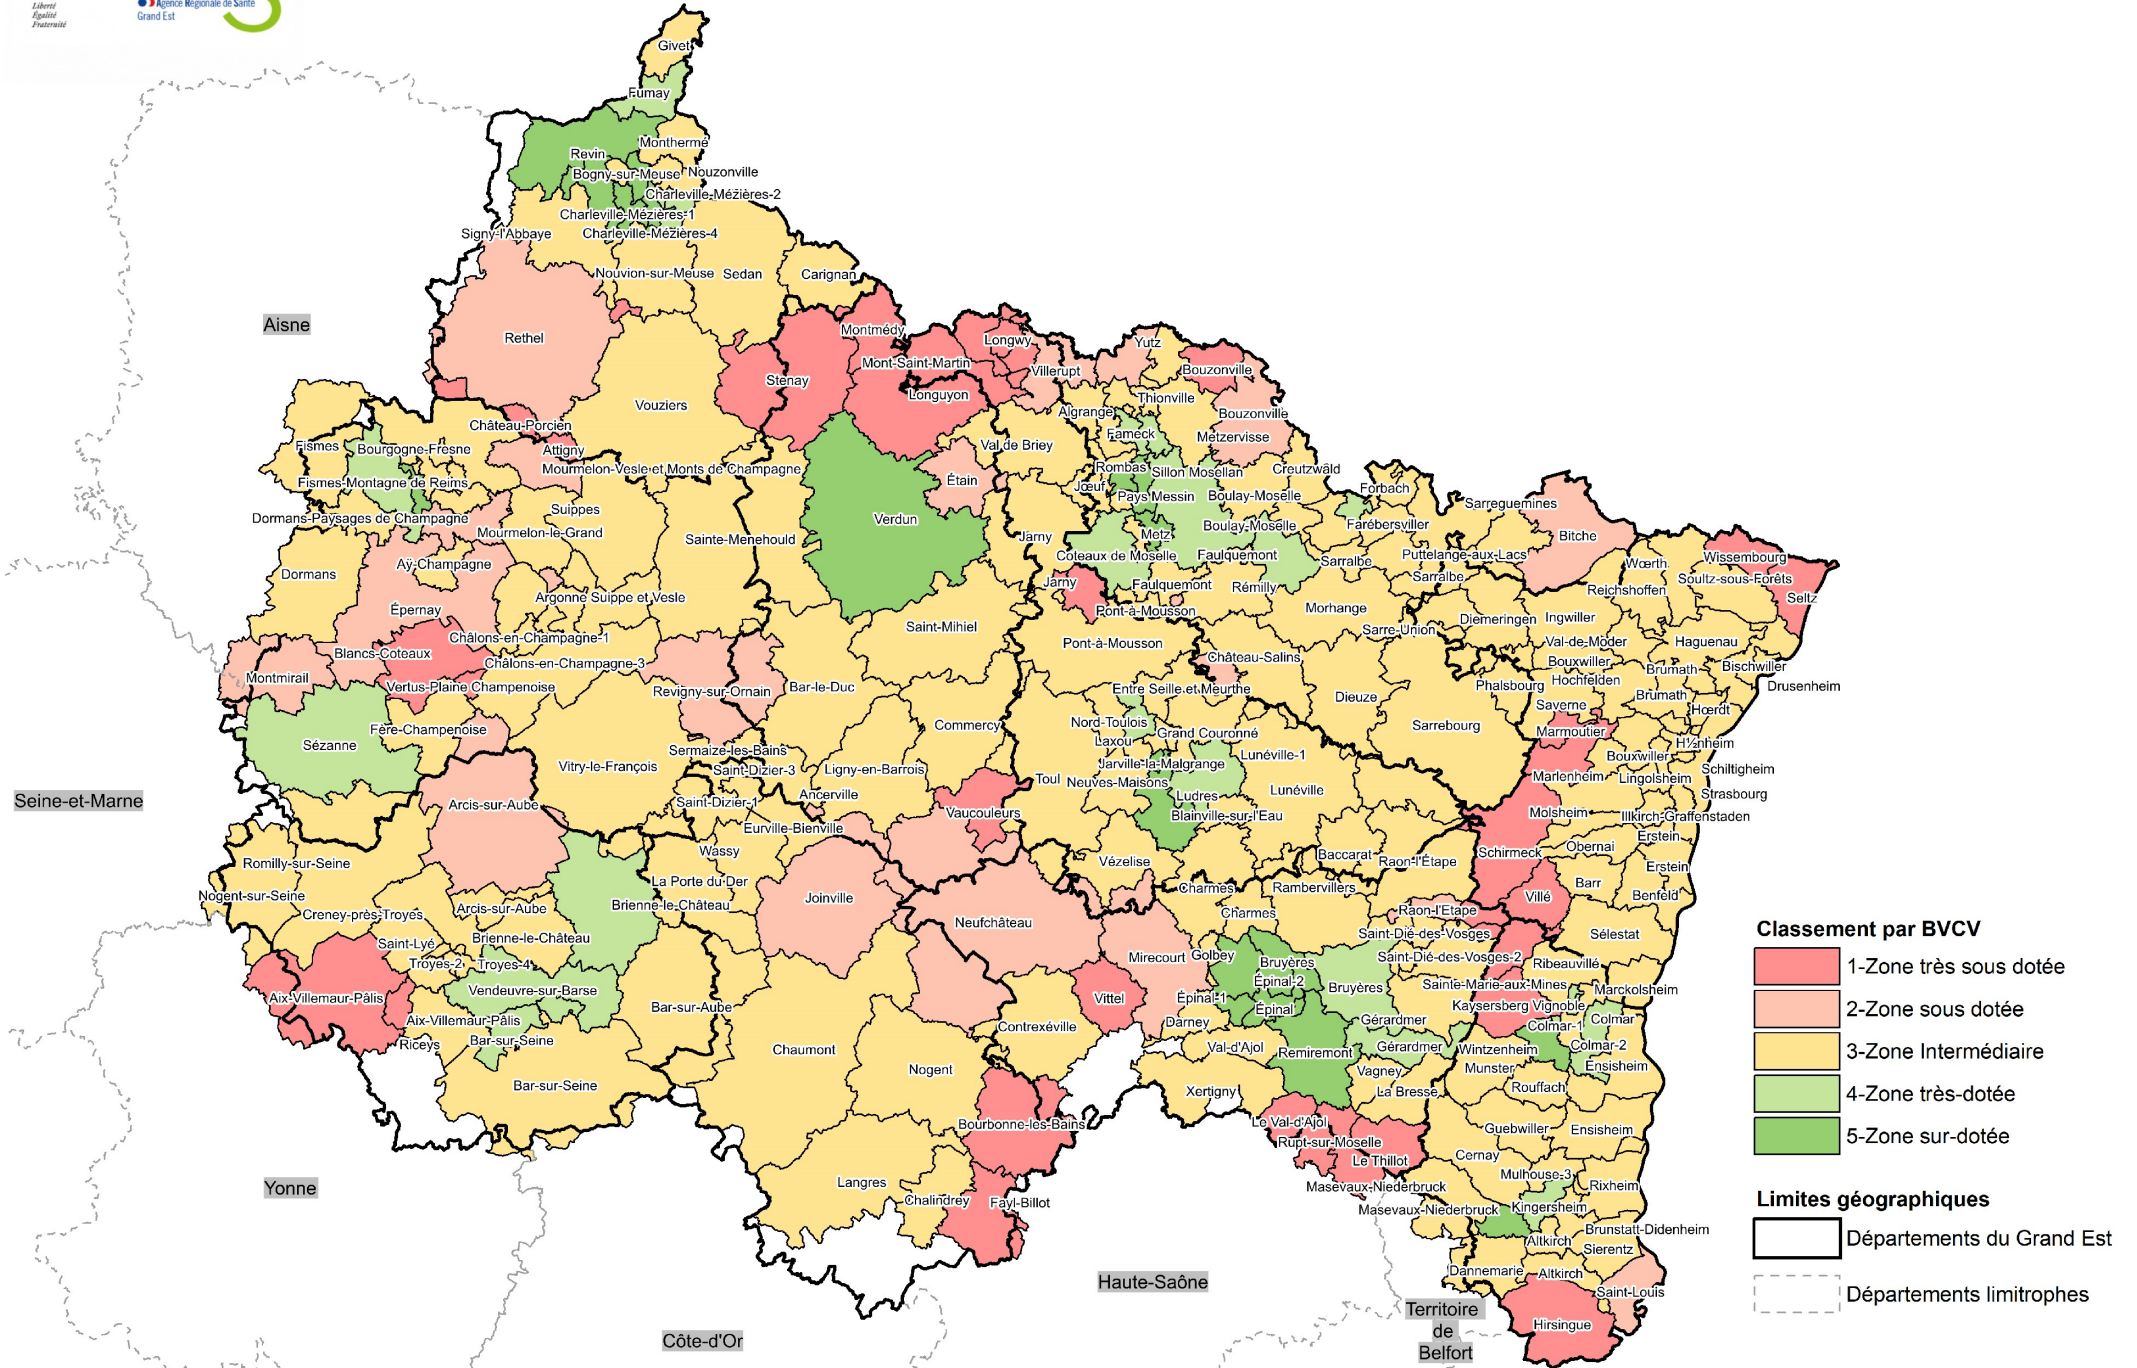 Liberté
Égalité
Fraternité
Agence Régionale de Santé
Grand Est
Givet
Fumay
Monthermé
Revin
Bogny-sur-Meuse
Nouzonville
Charleville-Mézières-2
Charleville-Mézières-1
Signy-l'Abbaye
Charleville-Mézières-4
Nouvion-sur-Meuse
Sedan
Carignan
Aisne
Rethel
Montmédy
Longwy
Yutz
Mont-Saint-Martin
Villerupt
Bouzonville
Stenay
Longuyon
Thionville
Vouziers
Algrange
Bouzonville
Château-Porcien
Fameck
Metzervisse
Fismes
Bourgogne-Fresne
Attigny
Val de Briey
Mourmelon-Vesle et Monts de Champagne
Rombas
Sillon Mosellan
Creutzwald
Fismes-Montagne de Reims
Étain
Jœuf
Pays Messin
Boulay-Moselle
Forbach
Sarreguemines
Dormans-Paysages de Champagne
Suippes
Verdun
Mourmelon-le-Grand
Sainte-Menehould
Jarny
Metz
Boulay-Moselle
Farébersviller
Bitche
Coteaux de Moselle
Faulquemont
Sarralbe
Puttelange-aux-Lacs
Wissembourg
Aÿ-Champagne
Dormans
Wœrth
Jarny
Faulquemont
Rémilly
Sarralbe
Soultz-sous-Forêts
Reichshoffen
Seltz
Argonne Suippe et Vesle
Épernay
Pont-à-Mousson
Morhange
Diemeringen
Ingwiller
Saint-Mihiel
Sarre-Union
Châlons-en-Champagne-1
Pont-à-Mousson
Val-de-Moder
Haguenau
Blancs-Coteaux
Châlons-en-Champagne-3
Château-Salins
Bouxwiller
Brumath
Bischwiller
Montmirail
Vertus-Plaine Champenoise
Revigny-sur-Ornain
Bar-le-Duc
Entre Seille et Meurthe
Dieuze
Phalsbourg
Hochfelden
Drusenheim
Brumath
Saverne
Hœrdt
Sézanne
Fère-Champenoise
Commercy
Nord-Toulois
Grand Couronné
Sarrebourg
Marmoutier
Laxou
H½nheim
Sermaize-les-Bains
Lunéville-1
Bouxwiller
Vitry-le-François
Saint-Dizier-3
Ligny-en-Barrois
Jarville-la-Malgrange
Schiltigheim
Toul
Neuves-Maisons
Marlenheim
Lingolsheim
Lunéville
Strasbourg
Seine-et-Marne
Arcis-sur-Aube
Saint-Dizier-1
Ancerville
Ludres
Vaucouleurs
Blainville-sur-l'Eau
Molsheim
Illkirch-Graffenstaden
Eurville-Bienville
Erstein
Wassy
Obernai
Romilly-sur-Seine
Vézelise
Baccarat
Raon-l'Étape
Schirmeck
Erstein
La Porte du Der
Barr
Nogent-sur-Seine
Joinville
Charmes
Rambervillers
Villé
Benfeld
Brienne-le-Château
Creney-près-Troyes
Arcis-sur-Aube
Neufchâteau
Charmes
Raon-l'Etape
Saint-Lyé
Brienne-le-Château
Saint-Dié-des-Vosges
Sélestat
Mirecourt
Golbey
Saint-Dié-des-Vosges-2
Troyes-2
Troyes-4
Bruyères
Ribeauvillé
Classement par BVCV
1-Zone très sous dotée
Vendeuvre-sur-Barse
Épinal-2
Bruyères
Sainte-Marie-aux-Mines
Marckolsheim
Aix-Villemaur-Pâlis
Vittel
Épinal-1
Épinal
Kaysersberg Vignoble
Bar-sur-Aube
2-Zone sous dotée
Aix-Villemaur-Pâlis
Contrexéville
Darney
Gérardmer
Colmar-1
Colmar
Riceys
Bar-sur-Seine
Chaumont
Val-d'Ajol
Remiremont
Gérardmer
Wintzenheim
Colmar-2
3-Zone Intermédiaire
Nogent
Vagney
Munster
Ensisheim
Bar-sur-Seine
Xertigny
La Bresse
Rouffach
4-Zone très-dotée
Bourbonne-les-Bains
Le Val-d'Ajol
Guebwiller
Ensisheim
5-Zone sur-dotée
Rupt-sur-Moselle
Cernay
Le Thillot
Yonne
Langres
Mulhouse-3
Masevaux-Niederbruck
Rixheim
Limites géographiques
Chalindrey
Fayl-Billot
Masevaux-Niederbruck
Kingersheim
Brunstatt-Didenheim
Départements du Grand Est
Altkirch
Sierentz
Haute-Saône
Dannemarie
Altkirch
Saint-Louis
Départements limitrophes
Territoire
de
Belfort
Hirsingue
Côte-d'Or